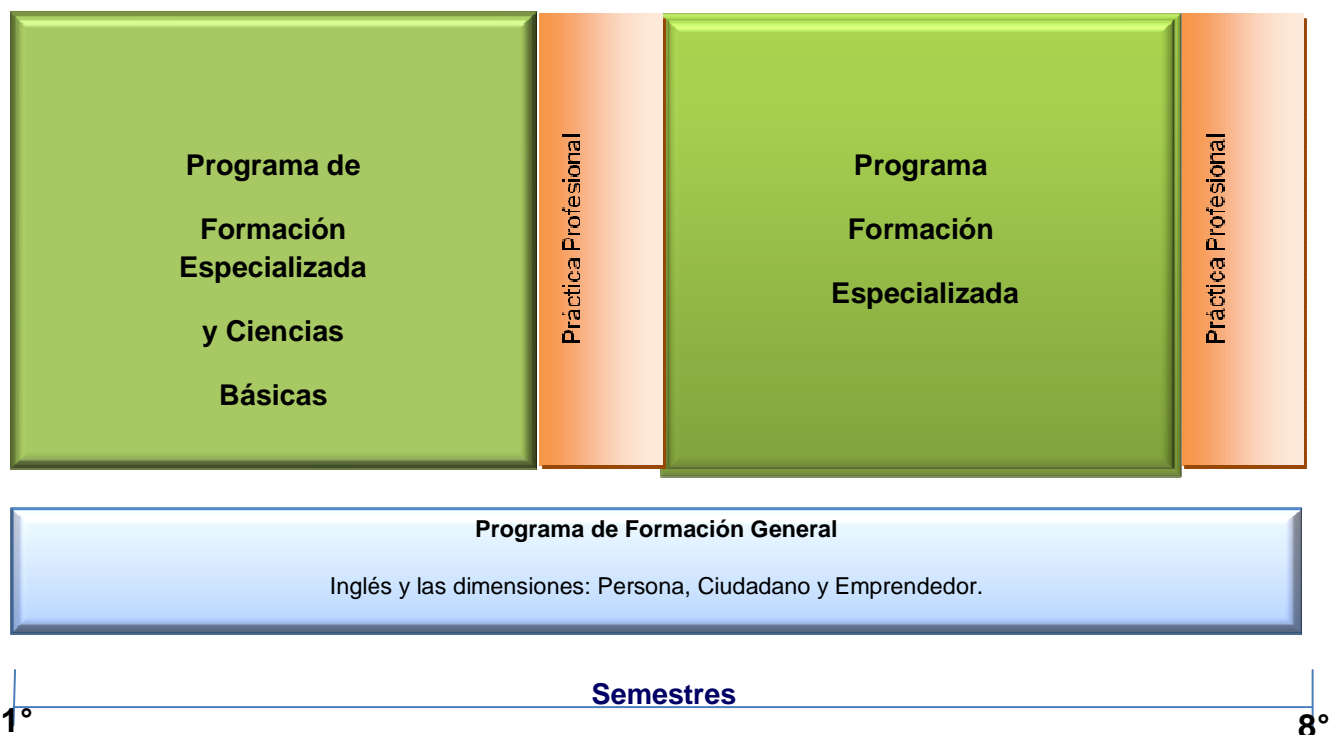 Programa de
Formación
Especializada
y Ciencias
Básicas
Práctica Profesional
Programa
Formación
Especializada
Práctica Profesional
Programa de Formación General
Inglés y las dimensiones: Persona, Ciudadano y Emprendedor.
Semestres
1°
8°